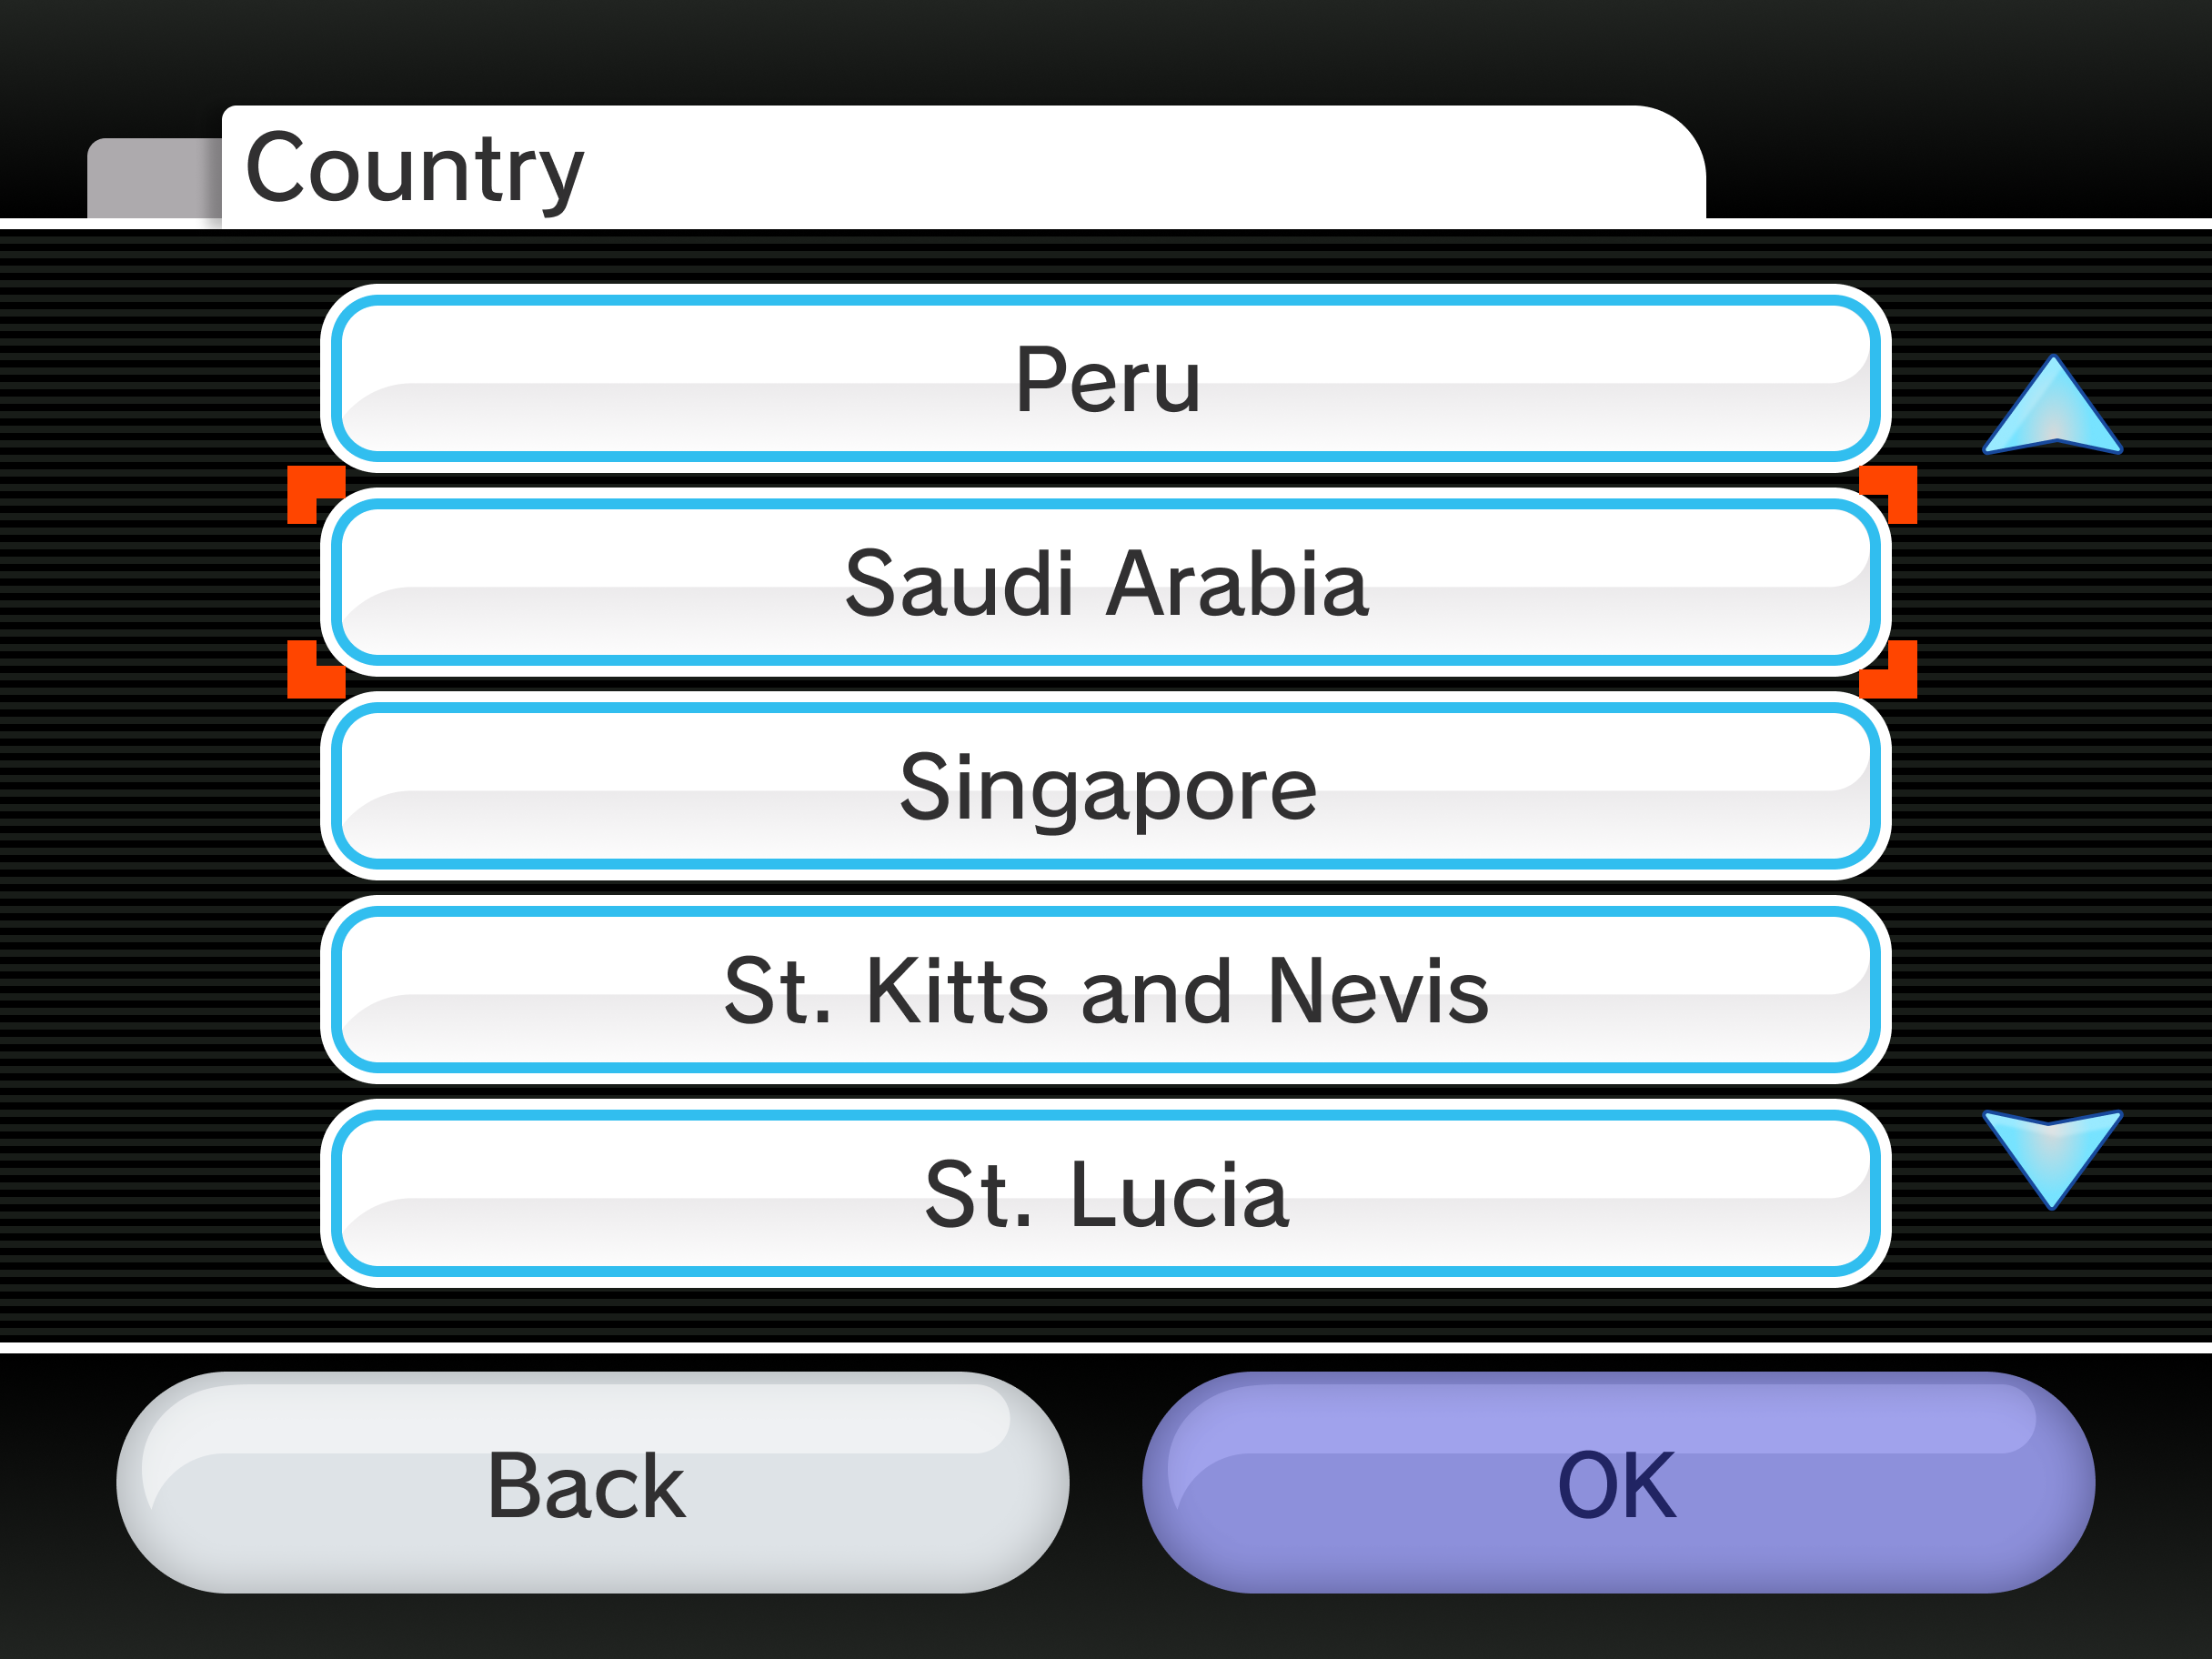 Country
Peru
Saudi Arabia
Singapore
St. Kitts and Nevis
St. Lucia
Back
OK